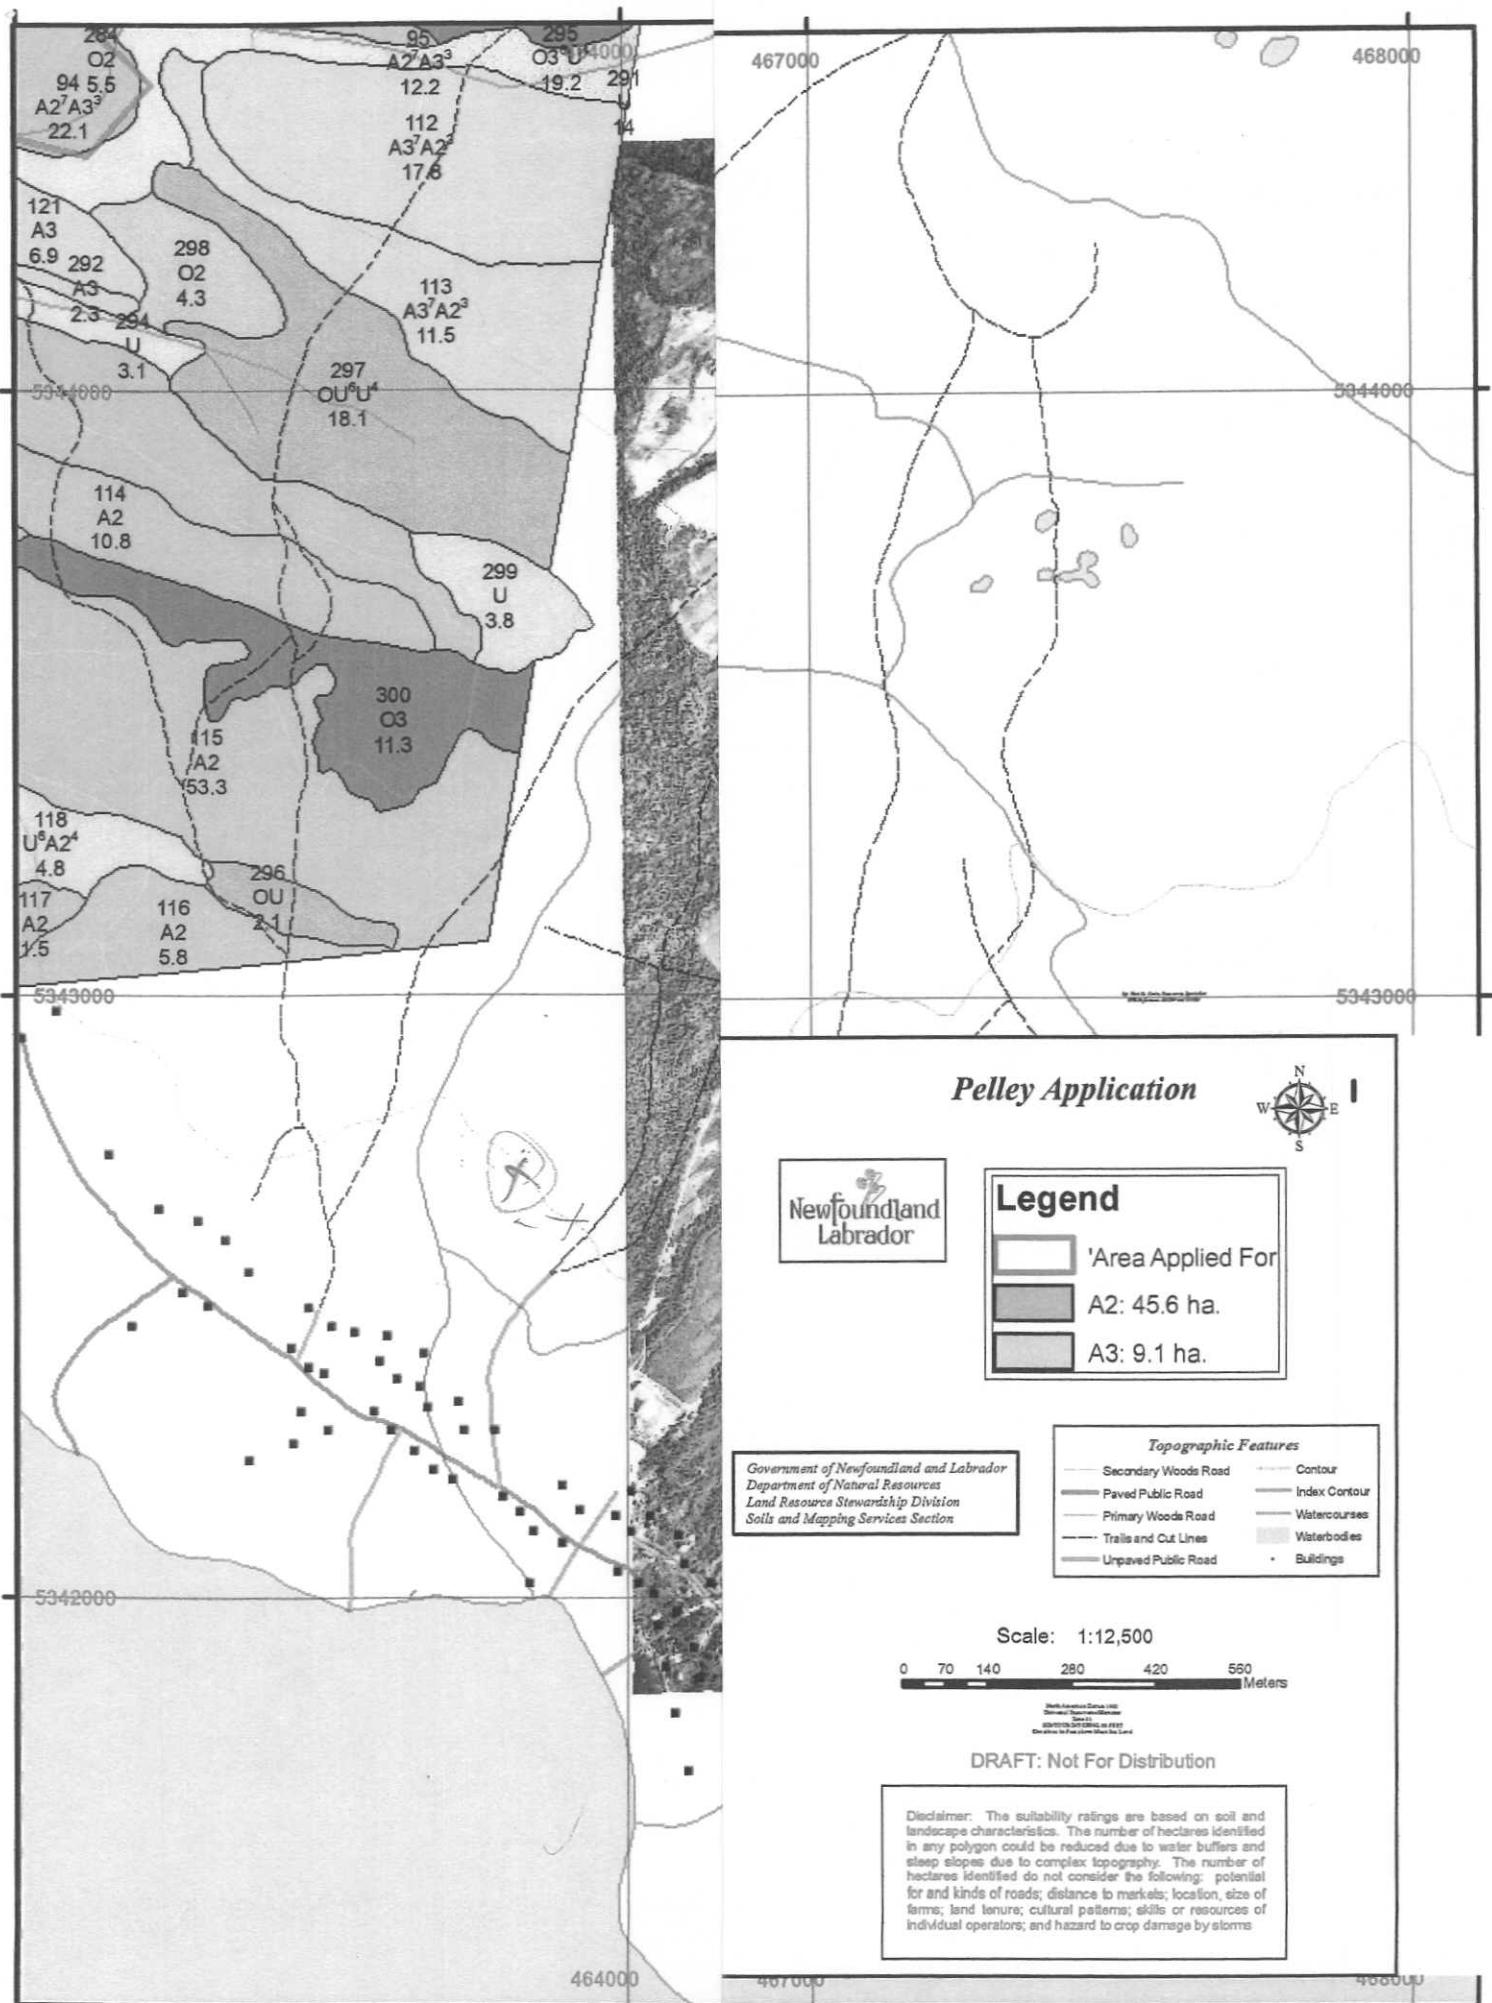 284
O2
5.5
94
A2⁷A3³
22.1
95
A2⁷A3³
12.2
295
19.2
291
14
112
A3⁷A2³
17.8
121
A3
6.9
292
A3
2.3
298
O2
4.3
294
U
3.1
113
A3⁷A2³
11.5
297
OU⁶U⁴
18.1
5344000
114
A2
10.8
299
U
3.8
300
O3
11.3
115
A2
53.3
118
U⁶A2⁴
4.8
296
OU
2.1
117
A2
1.5
116
A2
5.8
5343000
5342000
464000
467000
468000
5344000
5343000
Pelley Application
N
W E
S
Newfoundland
Labrador
Legend
'Area Applied For
A2: 45.6 ha.
A3: 9.1 ha.
Government of Newfoundland and Labrador
Department of Natural Resources
Land Resource Stewardship Division
Soils and Mapping Services Section
Topographic Features
Secondary Woods Road
Paved Public Road
Primary Woods Road
Trails and Cut Lines
Unpaved Public Road
Contour
Index Contour
Watercourses
Waterbodies
Buildings
Scale: 1:12,500
0 70 140 280 420 560
Meters
DRAFT: Not For Distribution
Disclaimer: The suitability ratings are based on soil and
landscape characteristics. The number of hectares identified
in any polygon could be reduced due to water buffers and
steep slopes due to complex topography. The number of
hectares identified do not consider the following: potential
for and kinds of roads; distance to markets; location, size of
farms; land tenure; cultural patterns; skills or resources of
individual operators; and hazard to crop damage by storms
467000
468000